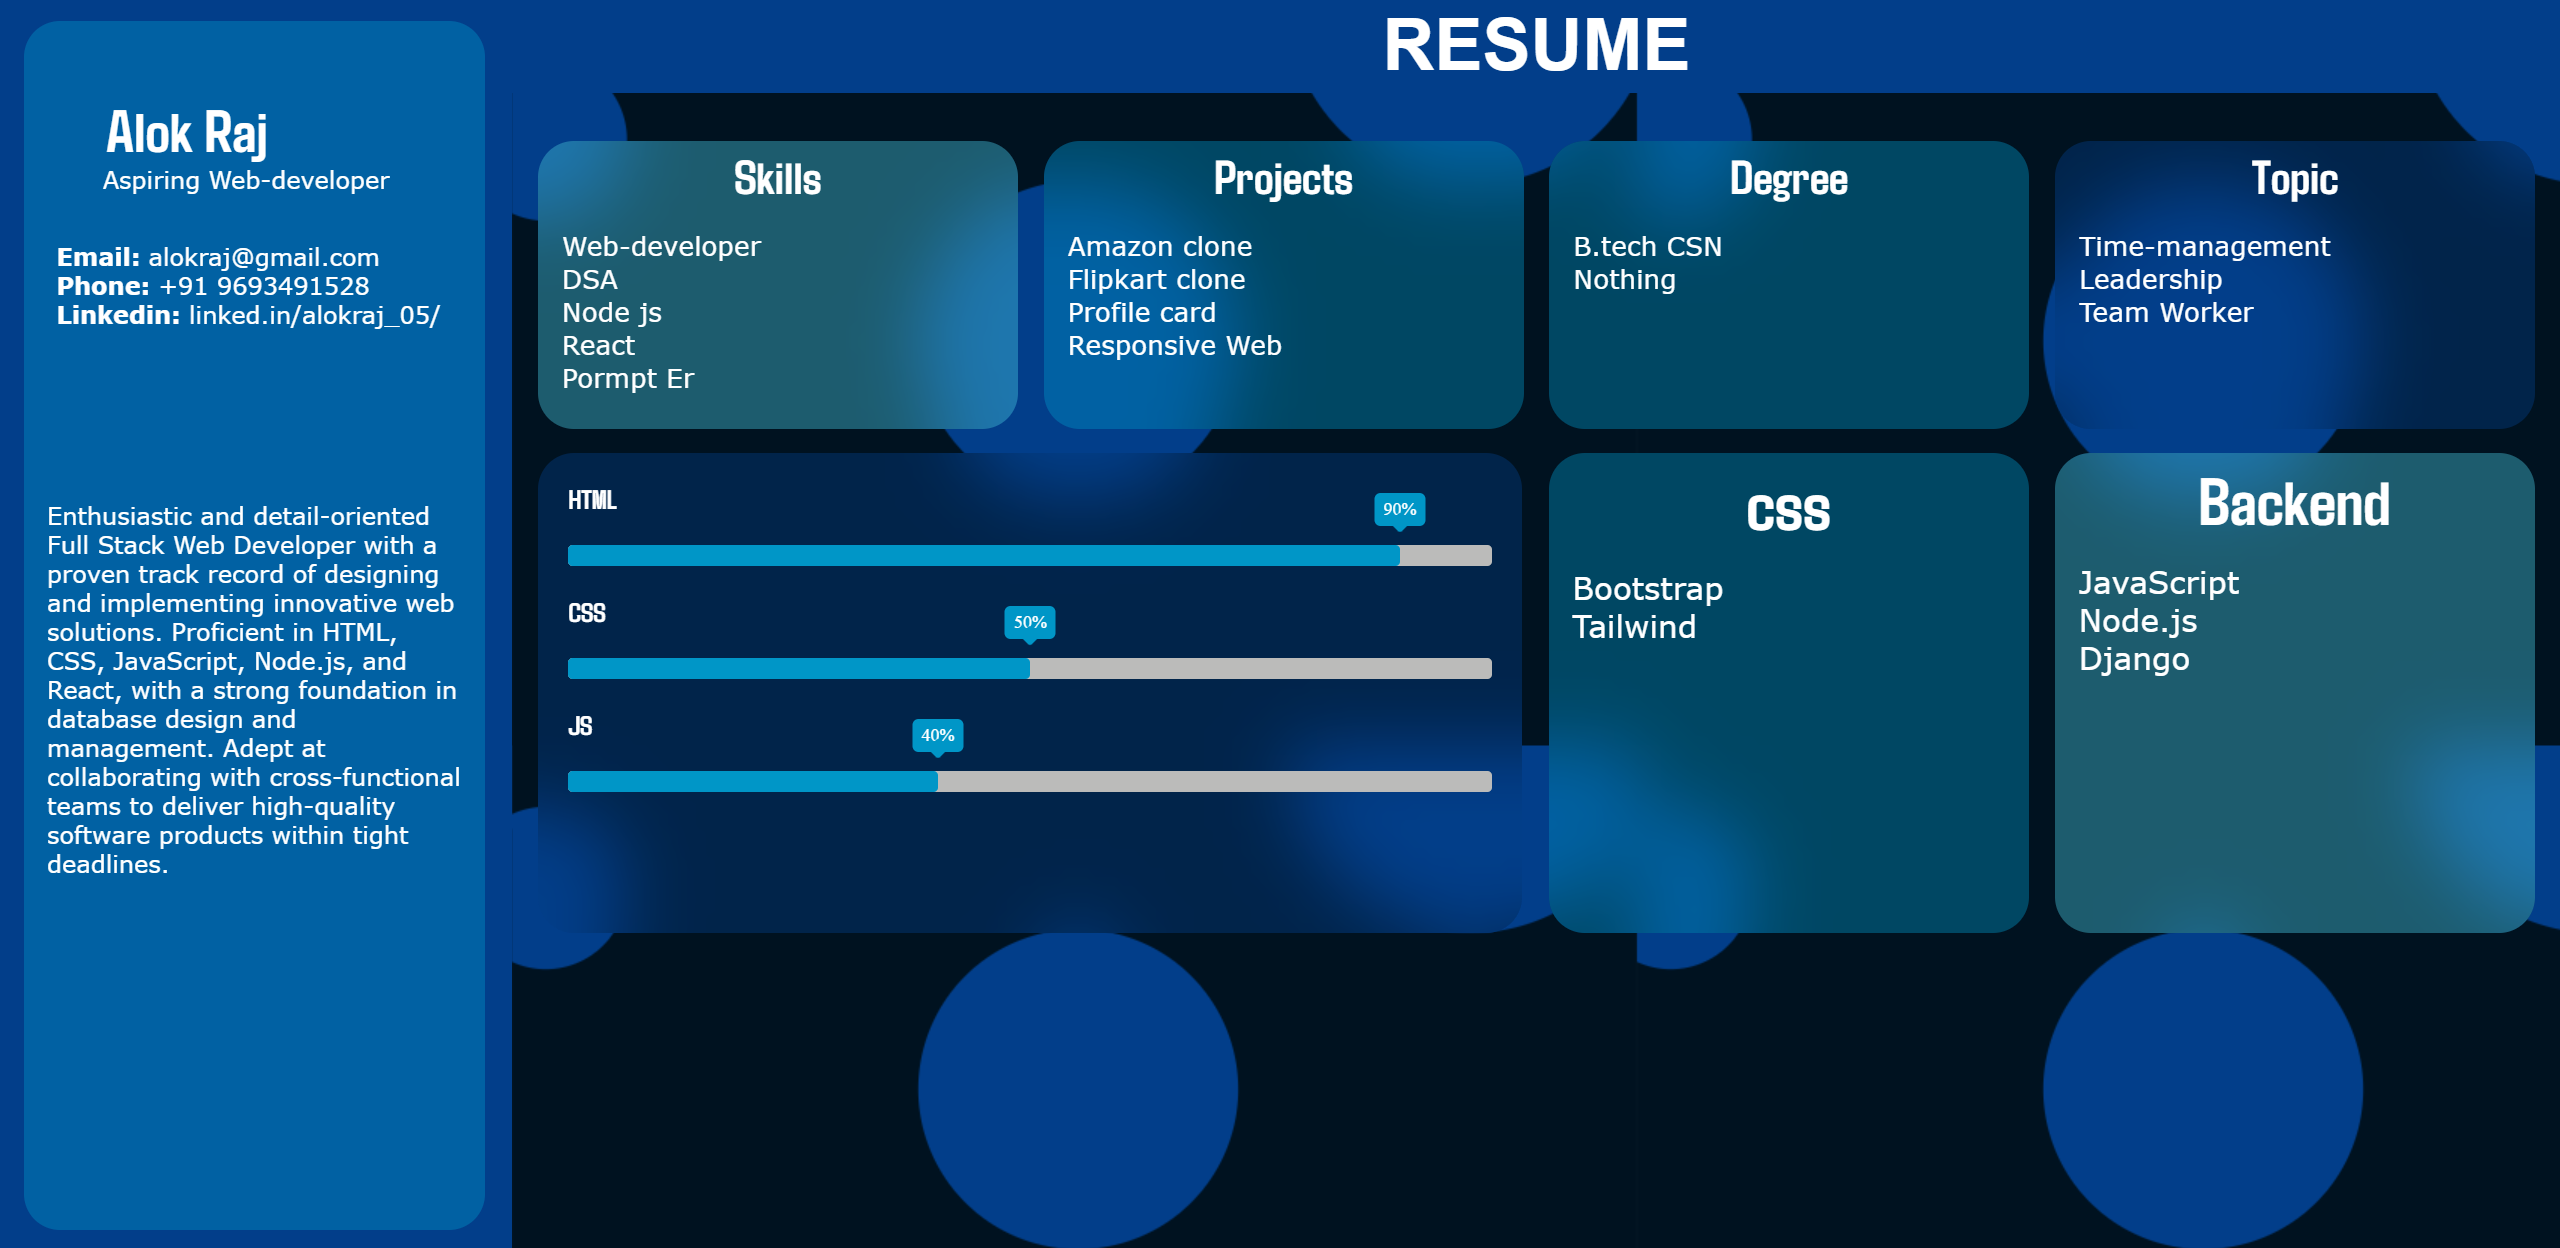 RESUME
Alok Raj
Aspiring Web-developer
Email: alokraj@gmail.com
Phone: +91 9693491528
Linkedin: linked.in/alokraj_05/
Enthusiastic and detail-oriented
Full Stack Web Developer with a
proven track record of designing
and implementing innovative web
solutions. Proficient in HTML,
CSS, JavaScript, Node.js, and
React, with a strong foundation in
database design and
management. Adept at
collaborating with cross-functional
teams to deliver high-quality
software products within tight
deadlines.
Skills
Web-developer
DSA
Node js
React
Pormpt Er
Projects
Amazon clone
Flipkart clone
Profile card
Responsive Web
Degree
B.tech CSN
Nothing
Topic
Time-management
Leadership
Team Worker
HTML
90%
CSS
50%
JS
40%
CSS
Bootstrap
Tailwind
Backend
JavaScript
Node.js
Django